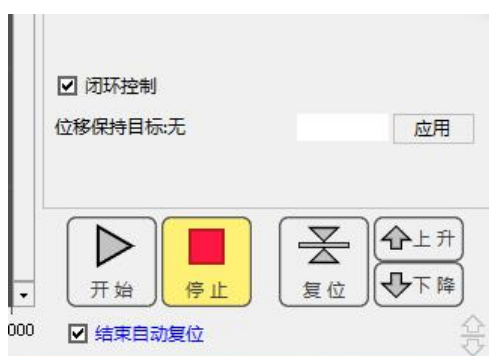 闭环控制
位移保持目标:无
应用
开始
停止
复位
上升
下降
000
结束自动复位